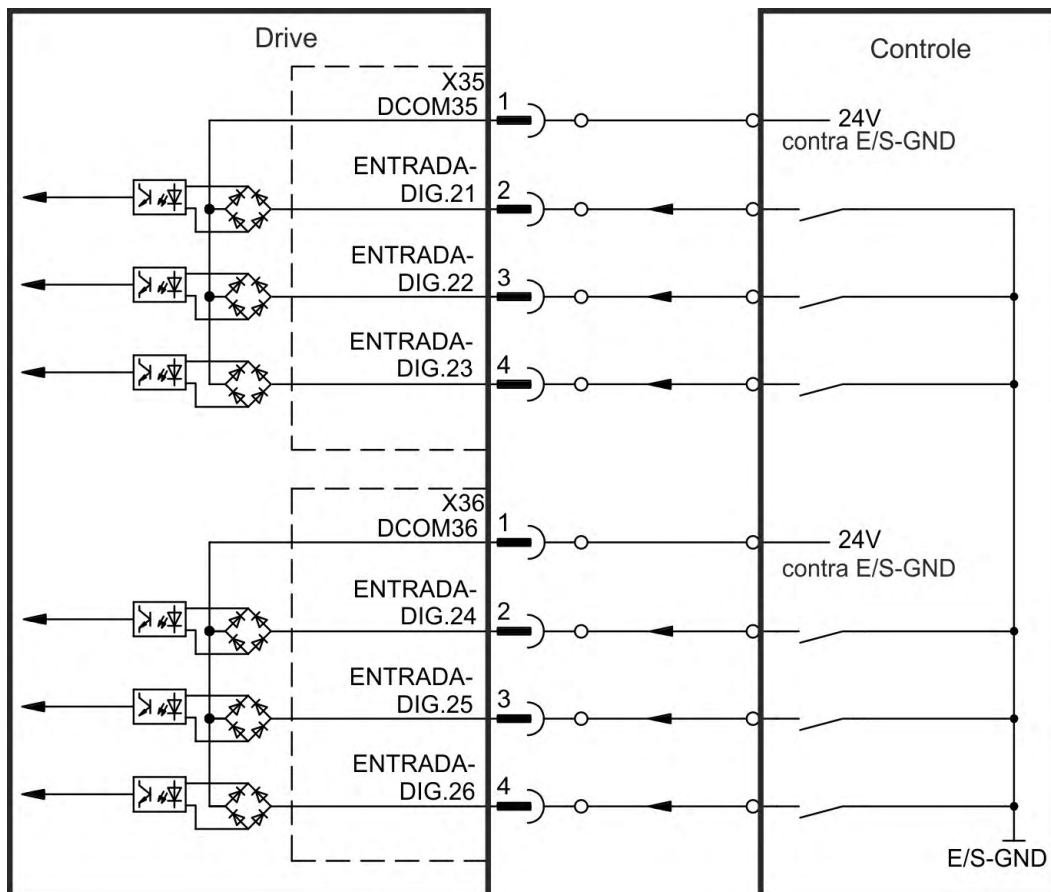 Drive
Controle
X35
DCOM35
1
24V
contra E/S-GND
ENTRADA-
DIG.21
2
ENTRADA-
DIG.22
3
ENTRADA-
DIG.23
4
X36
DCOM36
1
24V
contra E/S-GND
ENTRADA-
DIG.24
2
ENTRADA-
DIG.25
3
ENTRADA-
DIG.26
4
E/S-GND